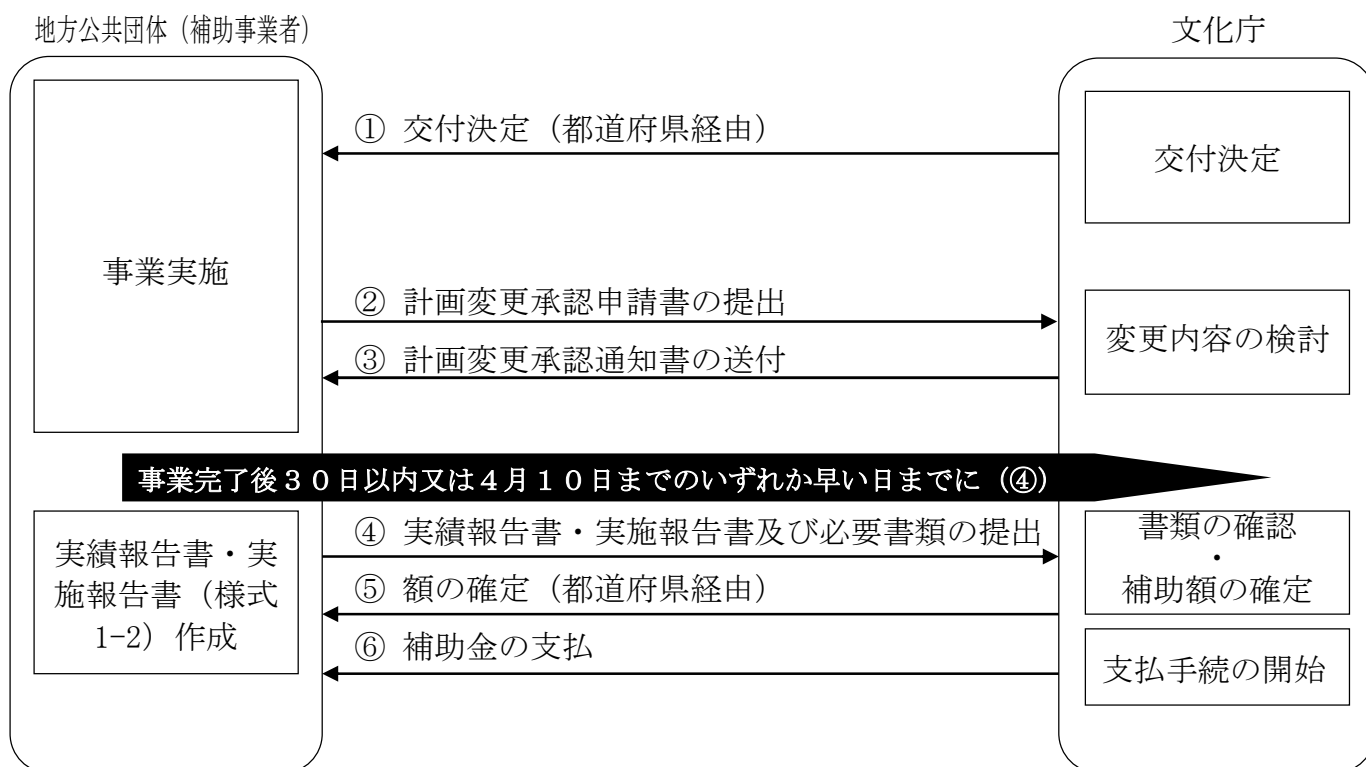 地方公共団体（補助事業者）
文化庁
① 交付決定（都道府県経由）
交付決定
事業実施
② 計画変更承認申請書の提出
変更内容の検討
③ 計画変更承認通知書の送付
事業完了後３０日以内又は４月１０日までのいずれか早い日までに（④）
④ 実績報告書・実施報告書及び必要書類の提出
書類の確認
・
補助額の確定
実績報告書・実
施報告書（様式
1-2）作成
⑤ 額の確定（都道府県経由）
⑥ 補助金の支払
支払手続の開始